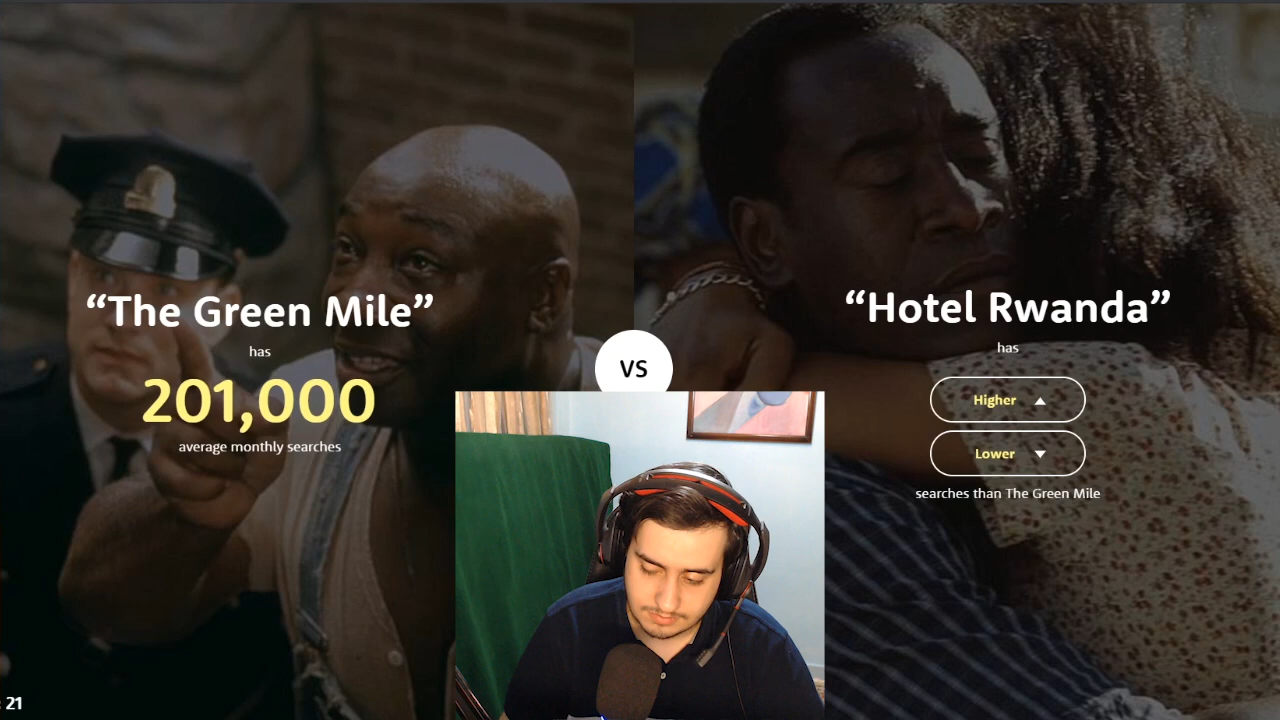 “The Green Mile”
has
201,000
average monthly searches
VS
“Hotel Rwanda”
has
Higher
Lower
searches than The Green Mile
: 21